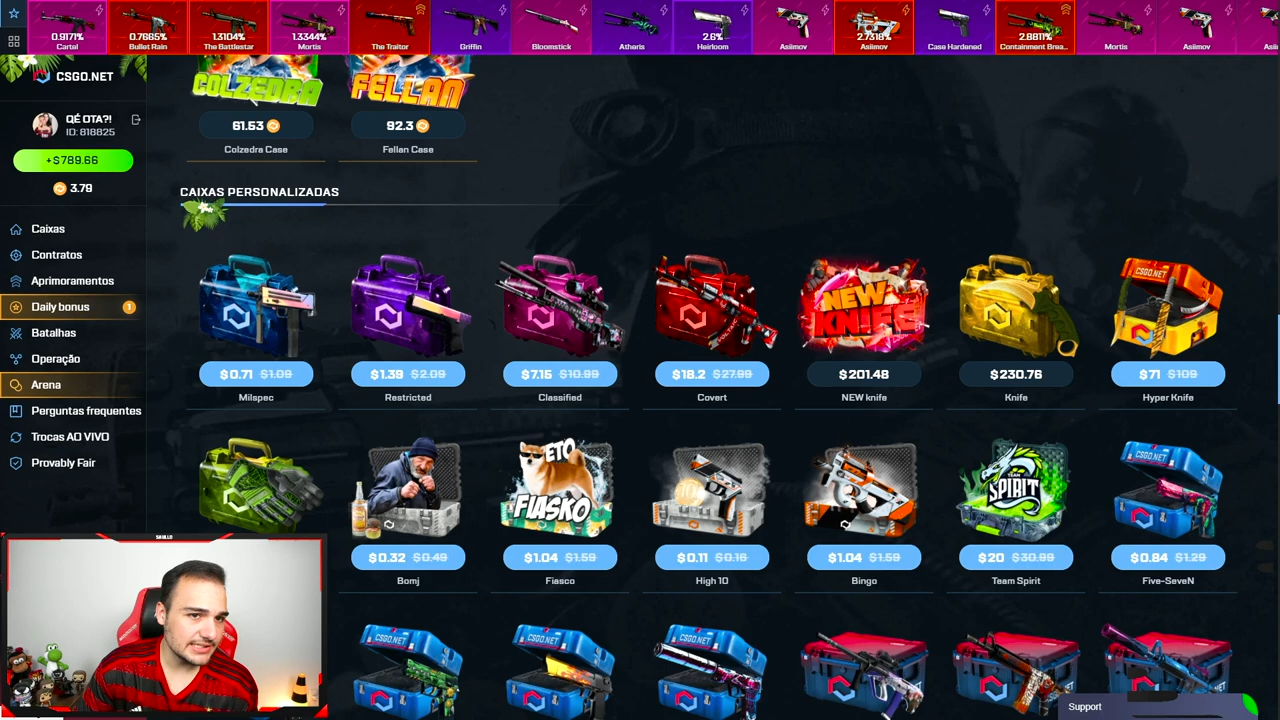 0.9171%
Cartel
0.7685%
Bullet Rain
1.3104%
The Battlestar
1.3344%
Mortis
The Traitor
Griffin
Bloomstick
Atheris
2.6%
Heirloom
Asiimov
2.7318%
Asiimov
Case Hardened
2.8811%
Containment Brea...
Mortis
Asiimov
CSGO.NET
QÉ OTA?!
ID: 818825
+$789.66
3.79
Caixas
Contratos
Aprimoramentos
Daily bonus 1
Batalhas
Operação
Arena
Perguntas frequentes
Trocas AO VIVO
Provably Fair
COLZEDRA
FELLAN
61.53
92.3
Colzedra Case
Fellan Case
CAIXAS PERSONALIZADAS
NEW KNIFE
CSGO.NET
$0.71 $1.09
$1.39 $2.09
$7.15 $10.99
$18.2 $27.99
$201.48
$230.76
$71 $109
Milspec
Restricted
Classified
Covert
NEW knife
Knife
Hyper Knife
ETO
FIASKO
TEAM
SPIRIT
CSGO.NET
$0.32 $0.49
$1.04 $1.59
$0.11 $0.16
$1.04 $1.59
$20 $30.99
$0.84 $1.29
Bomj
Fiasco
High 10
Bingo
Team Spirit
Five-SeveN
CSGO.NET
CSGO.NET
CSGO.NET
Support